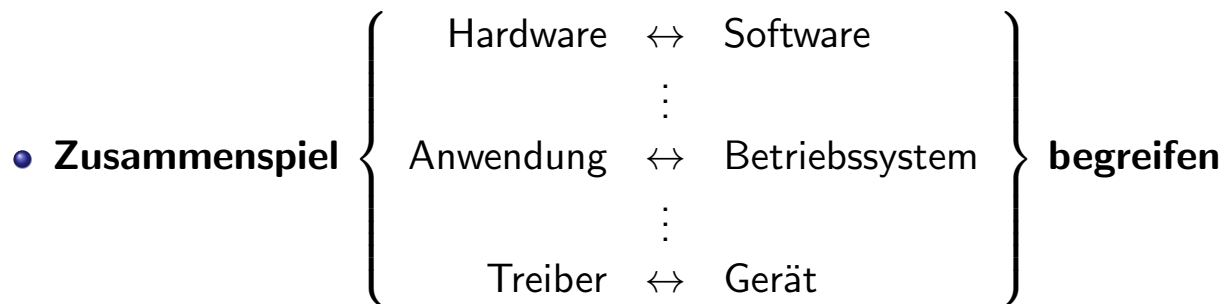 Hardware ↔ Software
⋮
• Zusammenspiel { Anwendung ↔ Betriebssystem } begreifen
⋮
Treiber ↔ Gerät